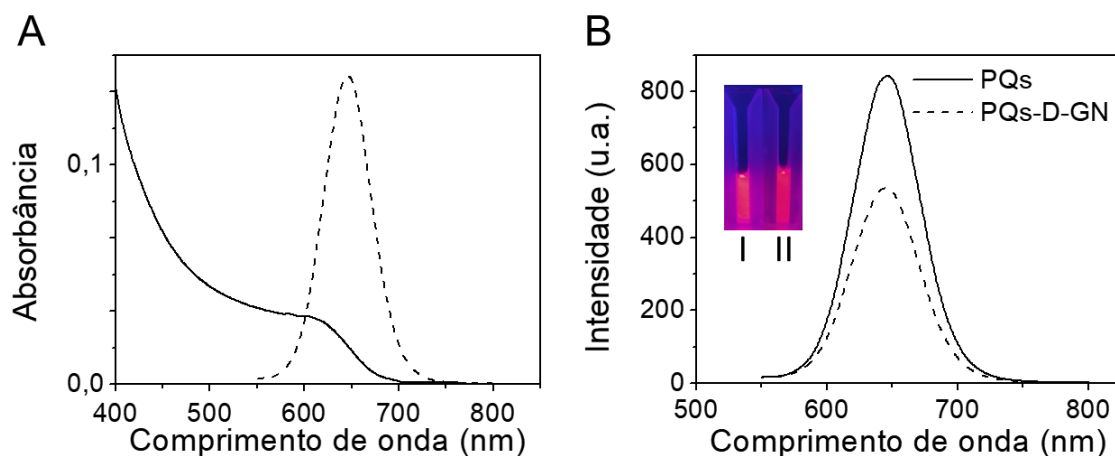 A
Absorbância
0,1
0,0
400 500 600 700 800
Comprimento de onda (nm)
B
Intensidade (u.a.)
800
600
400
200
0
PQs
PQs-D-GN
I II
500 600 700 800
Comprimento de onda (nm)